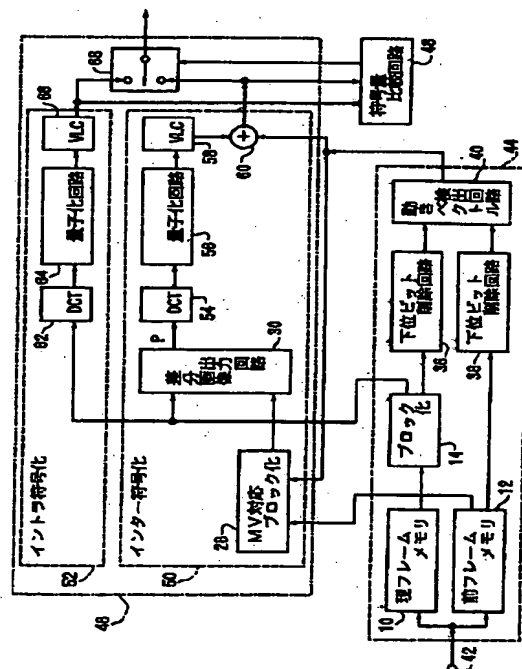 イントラ符号化
62
DCT
64
量子化回路
66
VLC
68
52
インター符号化
28
MV対応
ブロック化
差分画像
出力回路
30
P
DCT
54
量子化回路
56
VLC
58
+
60
50
48
符号量
比較回路
46
42
10
現フレーム
メモリ
前フレーム
メモリ
12
ブロック化
14
下位ビット
削除回路
36
下位ビット
削除回路
38
動きベクトル
検出回路
40
44